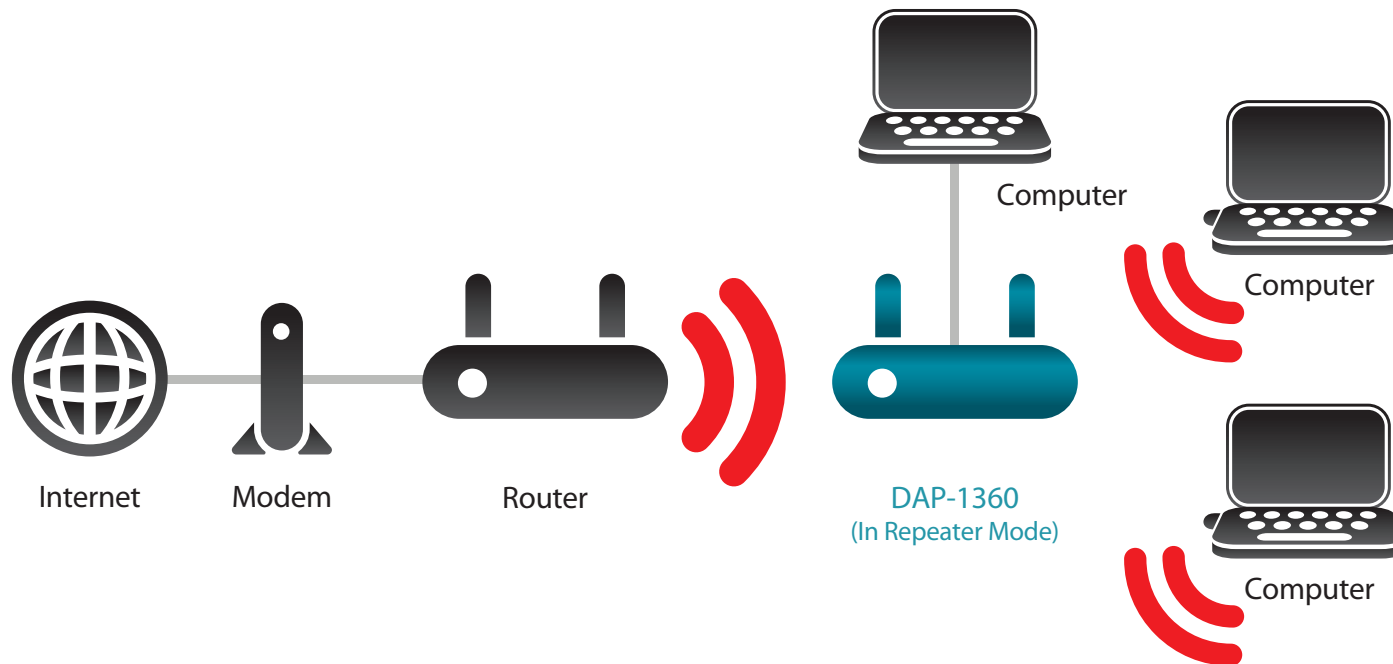 Computer
Computer
Internet
Modem
Router
DAP-1360
(In Repeater Mode)
Computer